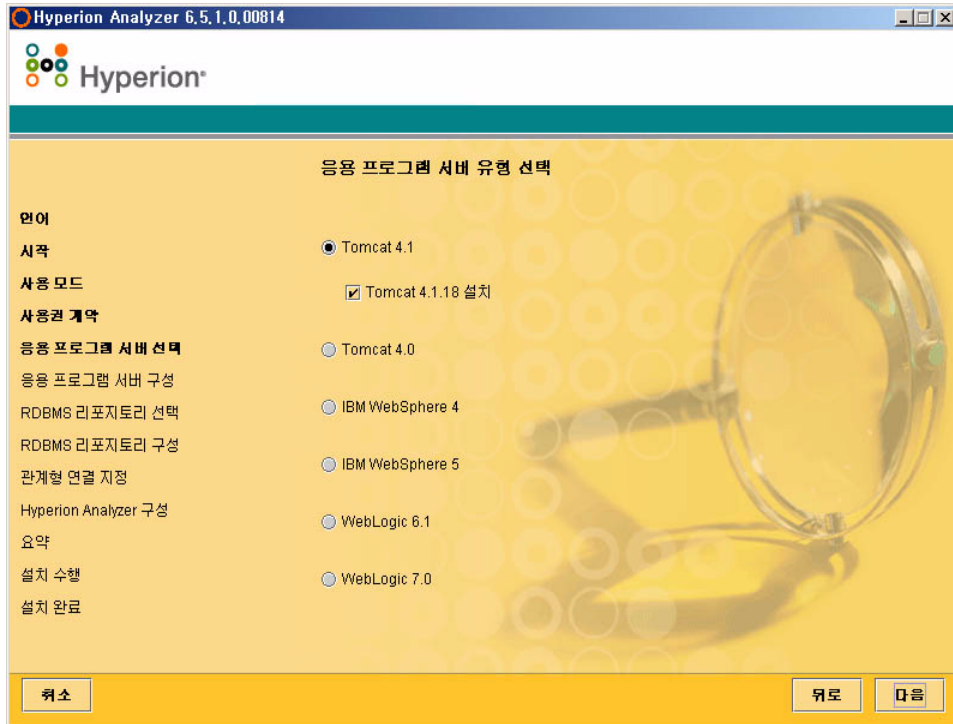 Hyperion Analyzer 6.5.1.0.00814
Hyperion
응용 프로그램 서버 유형 선택
언어
시작
사용 모드
사용권 계약
응용 프로그램 서버 선택
응용 프로그램 서버 구성
RDBMS 리포지토리 선택
RDBMS 리포지토리 구성
관계형 연결 지정
Hyperion Analyzer 구성
요약
설치 수행
설치 완료
Tomcat 4.1
Tomcat 4.1.18 설치
Tomcat 4.0
IBM WebSphere 4
IBM WebSphere 5
WebLogic 6.1
WebLogic 7.0
취소
뒤로
다음